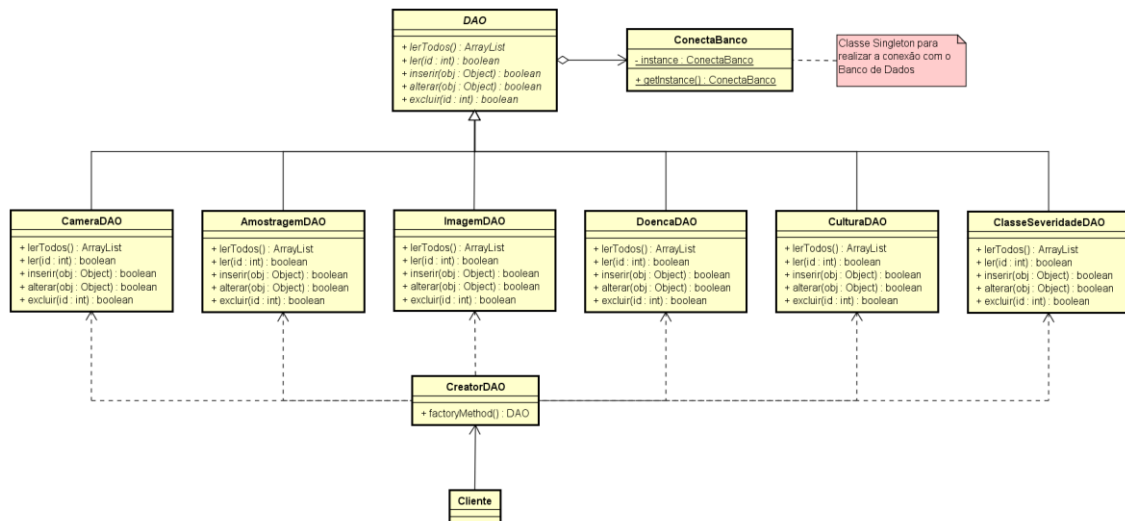 DAO
+ lerTodos() : ArrayList
+ ler(id : int) : boolean
+ inserir(obj : Object) : boolean
+ alterar(obj : Object) : boolean
+ excluir(id : int) : boolean
ConectaBanco
- instance : ConectaBanco
+ getInstance() : ConectaBanco
Classe Singleton para
realizar a conexão com o
Banco de Dados
CameraDAO
+ lerTodos() : ArrayList
+ ler(id : int) : boolean
+ inserir(obj : Object) : boolean
+ alterar(obj : Object) : boolean
+ excluir(id : int) : boolean
AmostragemDAO
+ lerTodos() : ArrayList
+ ler(id : int) : boolean
+ inserir(obj : Object) : boolean
+ alterar(obj : Object) : boolean
+ excluir(id : int) : boolean
ImagemDAO
+ lerTodos() : ArrayList
+ ler(id : int) : boolean
+ inserir(obj : Object) : boolean
+ alterar(obj : Object) : boolean
+ excluir(id : int) : boolean
DoencaDAO
+ lerTodos() : ArrayList
+ ler(id : int) : boolean
+ inserir(obj : Object) : boolean
+ alterar(obj : Object) : boolean
+ excluir(id : int) : boolean
CulturaDAO
+ lerTodos() : ArrayList
+ ler(id : int) : boolean
+ inserir(obj : Object) : boolean
+ alterar(obj : Object) : boolean
+ excluir(id : int) : boolean
ClasseSeveridadeDAO
+ lerTodos() : ArrayList
+ ler(id : int) : boolean
+ inserir(obj : Object) : boolean
+ alterar(obj : Object) : boolean
+ excluir(id : int) : boolean
CreatorDAO
+ factoryMethod() : DAO
Cliente